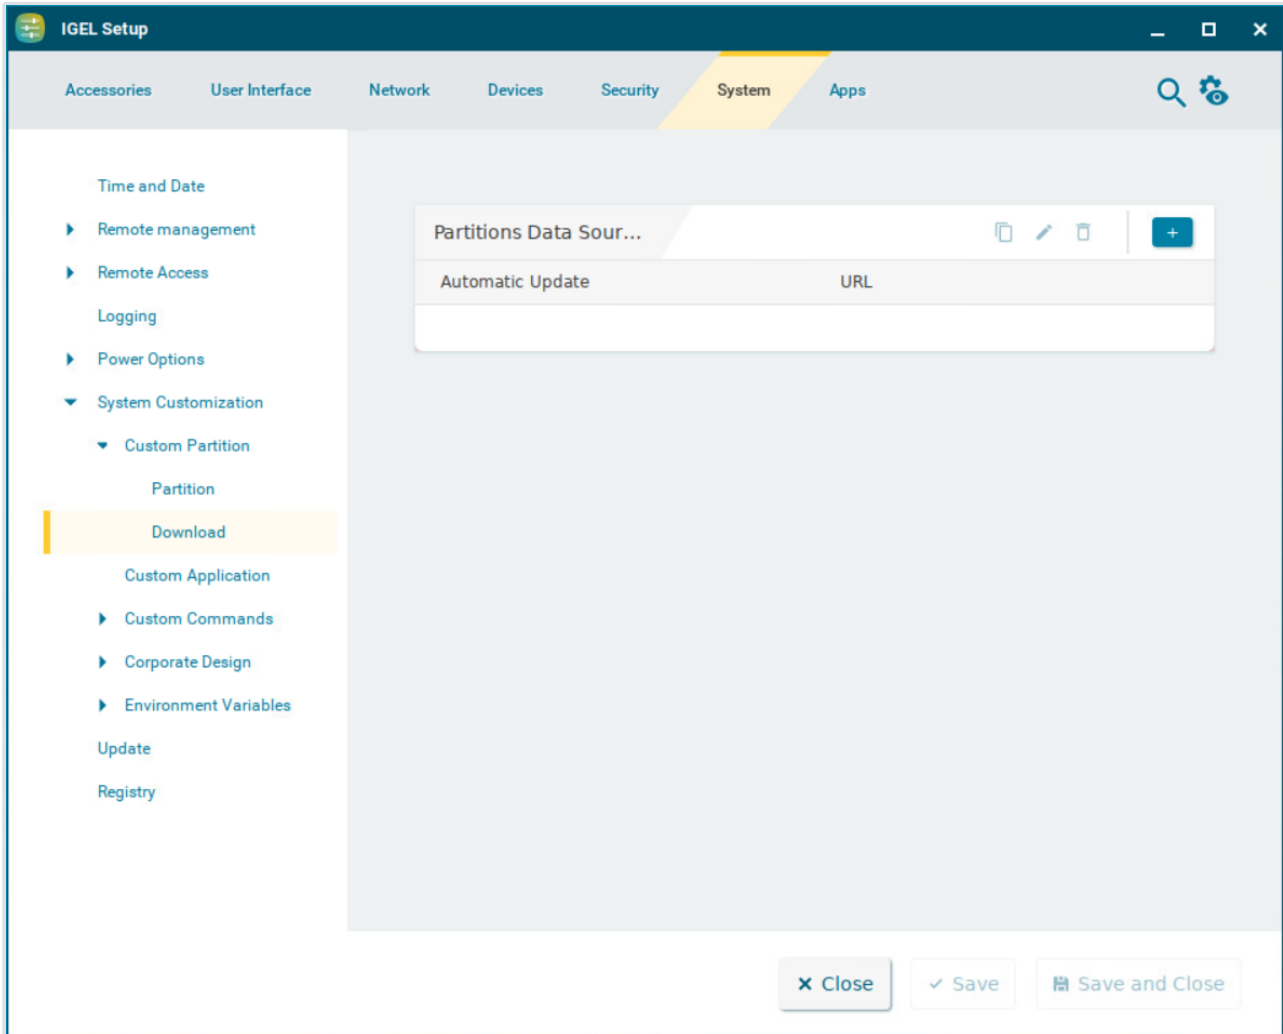 IGEL Setup
Accessories User Interface Network Devices Security System Apps
Time and Date
Remote management
Remote Access
Logging
Power Options
System Customization
Custom Partition
Partition
Download
Custom Application
Custom Commands
Corporate Design
Environment Variables
Update
Registry
Partitions Data Sour...
Automatic Update URL
Close Save Save and Close